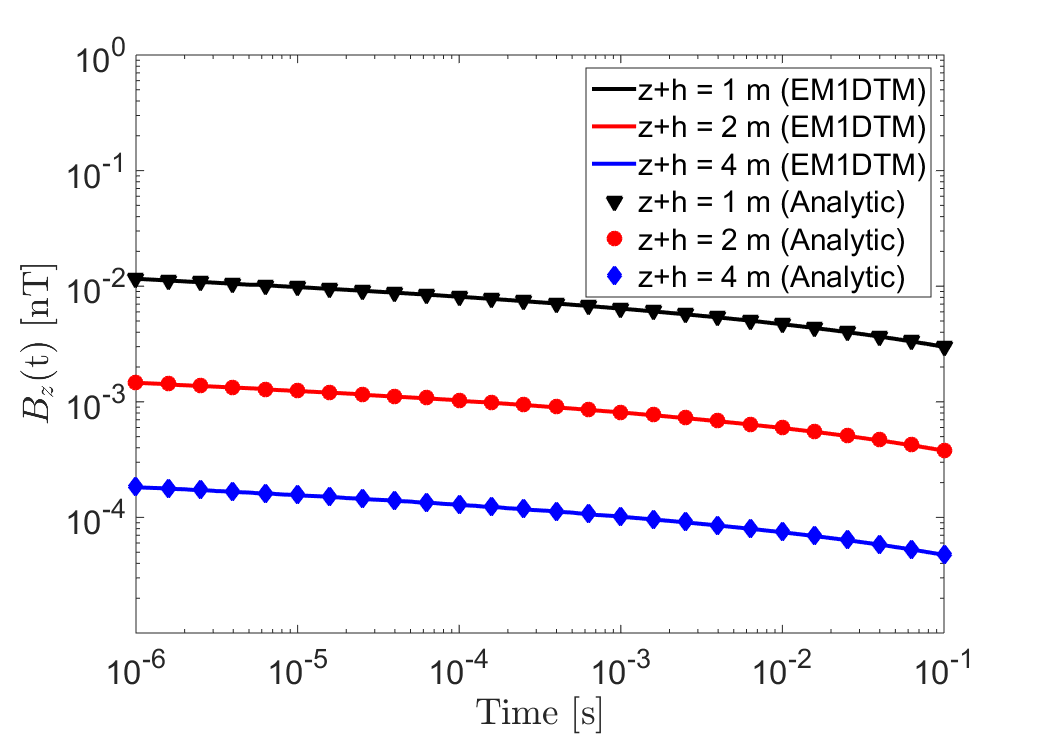 10^0
10^-1
10^-2
10^-3
10^-4
B_z(t) [nT]
z+h = 1 m (EM1DTM)
z+h = 2 m (EM1DTM)
z+h = 4 m (EM1DTM)
z+h = 1 m (Analytic)
z+h = 2 m (Analytic)
z+h = 4 m (Analytic)
10^-6 10^-5 10^-4 10^-3 10^-2 10^-1
Time [s]